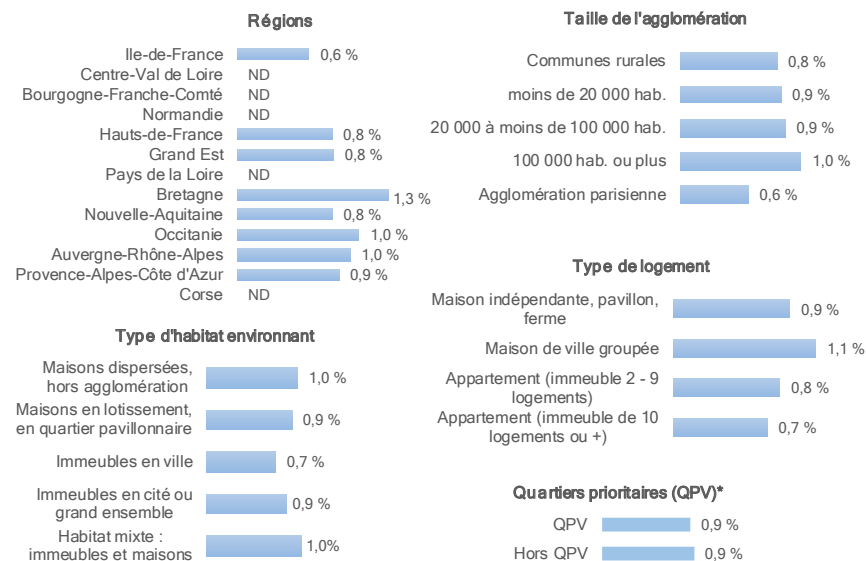 Régions
Ile-de-France 0,6 %
Centre-Val de Loire ND
Bourgogne-Franche-Comté ND
Normandie ND
Hauts-de-France 0,8 %
Grand Est 0,8 %
Pays de la Loire ND
Bretagne 1,3 %
Nouvelle-Aquitaine 0,8 %
Occitanie 1,0 %
Auvergne-Rhône-Alpes 1,0 %
Provence-Alpes-Côte d'Azur 0,9 %
Corse ND
Type d'habitat environnant
Maisons dispersées,
hors agglomération 1,0 %
Maisons en lotissement,
en quartier pavillonnaire 0,9 %
Immeubles en ville 0,7 %
Immeubles en cité ou
grand ensemble 0,9 %
Habitat mixte :
immeubles et maisons 1,0%
Taille de l'agglomération
Communes rurales 0,8 %
moins de 20 000 hab. 0,9 %
20 000 à moins de 100 000 hab. 0,9 %
100 000 hab. ou plus 1,0 %
Agglomération parisienne 0,6 %
Type de logement
Maison indépendante, pavillon,
ferme 0,9 %
Maison de ville groupée 1,1 %
Appartement (immeuble 2 - 9
logements) 0,8 %
Appartement (immeuble de 10
logements ou +) 0,7 %
Quartiers prioritaires (QPV)*
QPV 0,9 %
Hors QPV 0,9 %